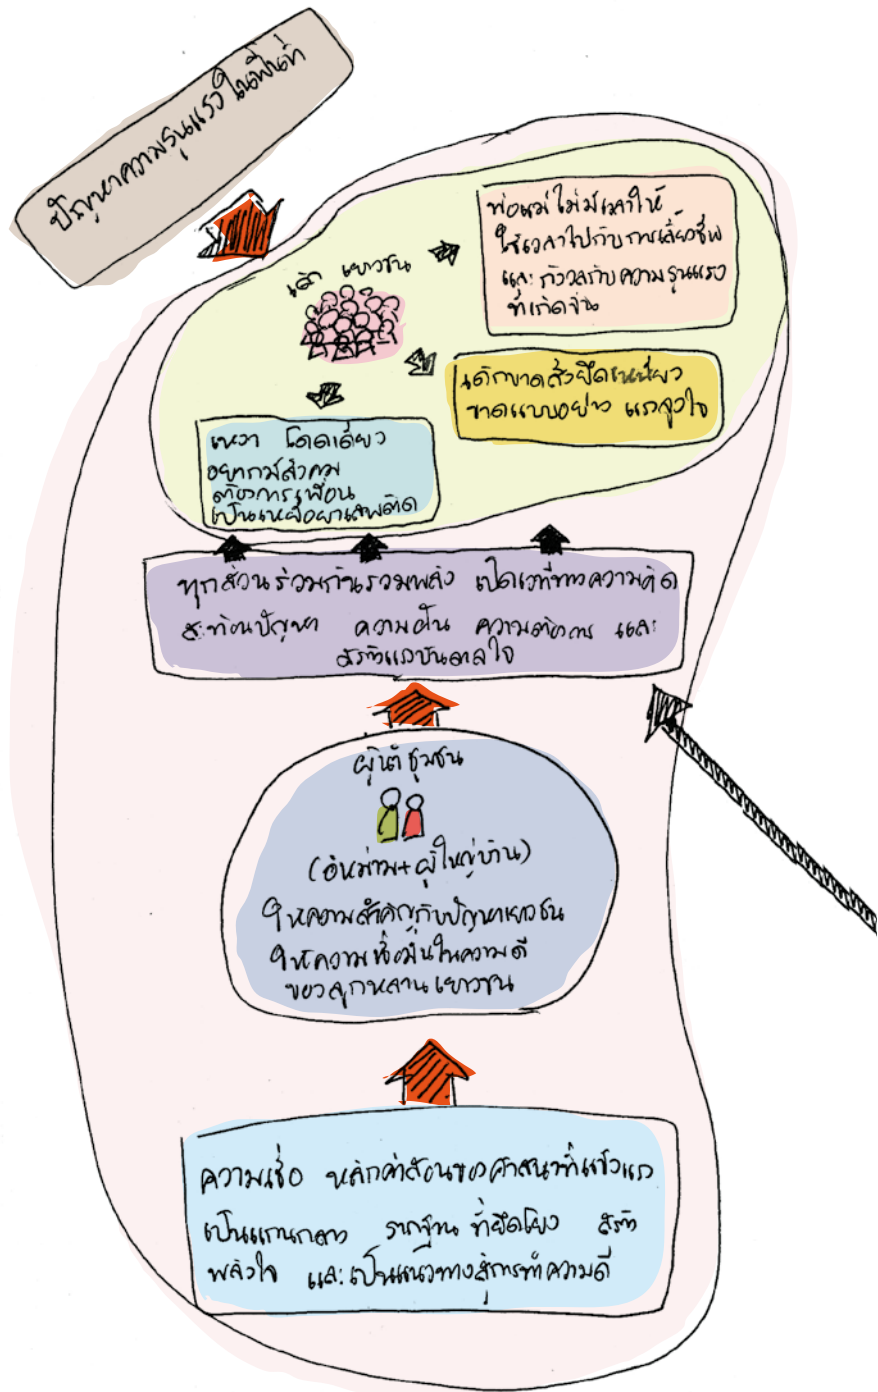 ปัญหาความรุนแรงในพื้นที่
เด็ก เยาวชน
พ่อแม่ไม่มีเวลาให้
ใช้เวลาไปกับการเลี้ยงชีพ
และกังวลกับความรุนแรง
ที่เกิดขึ้น
เด็กขาดสิ่งยึดเหนี่ยว
ขาดแบบอย่าง แรงจูงใจ
เหงา โดดเดี่ยว
อยากมีสังคม
ต้องการเพื่อน
เป็นเหยื่อยาเสพติด
ทุกส่วนร่วมกันรวมพลัง เปิดเวทีทางความคิด
สะท้อนปัญหา ความฝัน ความต้องการ และ
สร้างแรงบันดาลใจ
ผู้นำชุมชน
(อิหม่าม+ผู้ใหญ่บ้าน)
ให้ความสำคัญกับปัญหาเยาวชน
ให้ความเชื่อมั่นในความดี
ของลูกหลานเยาวชน
ความเชื่อ หลักคำสอนของศาสนาที่แข็งแรง
เป็นแกนกลาง รากฐาน ที่ยึดโยง สร้าง
พลังใจ และเป็นแนวทางสู่การทำความดี